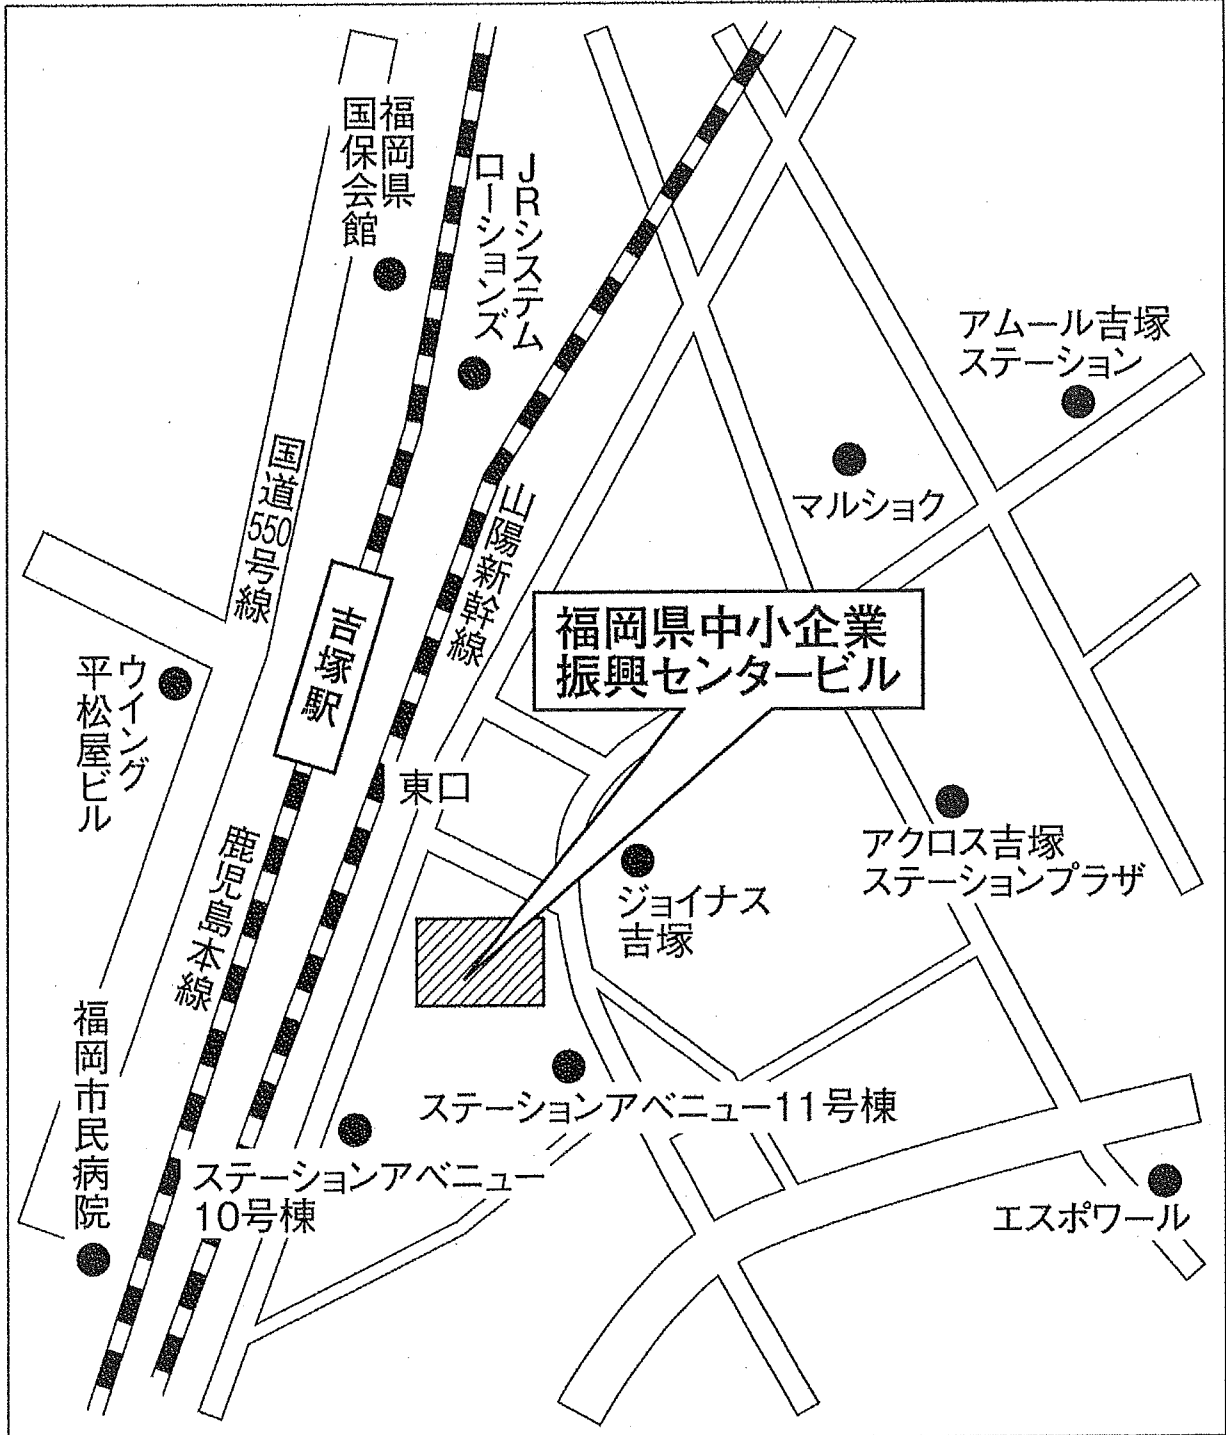 福岡県
国保会館
JRシステム
ローションズ
アムール吉塚
ステーション
マルショク
国道550号線
山陽新幹線
福岡県中小企業
振興センタービル
吉塚駅
ウイング
平松屋ビル
東口
アクロス吉塚
ステーションプラザ
ジョイナス
吉塚
鹿児島本線
福岡市民病院
ステーションアベニュー11号棟
ステーションアベニュー
10号棟
エスポワール